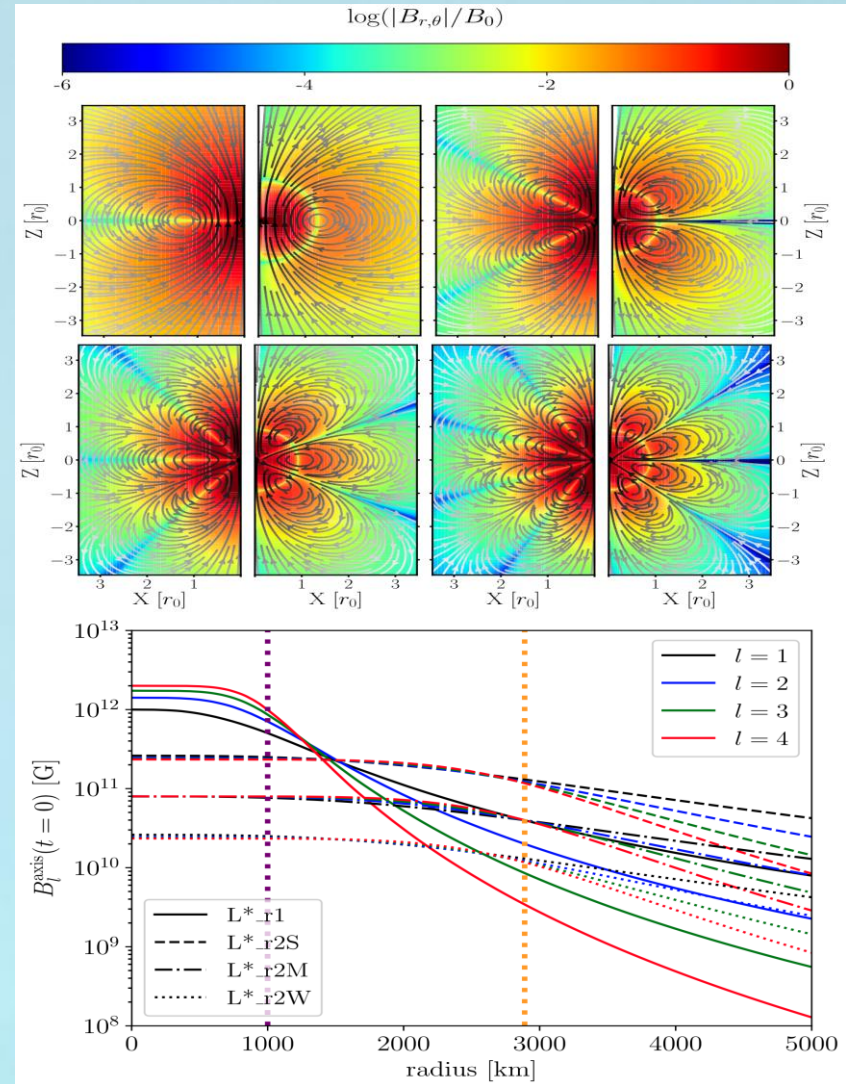 log(|B_{r,θ}|/B_0)
-6 -4 -2 0
3
2
1
0
-1
-2
-3
Z [r_0]
3
2
1
0
-1
-2
-3
Z [r_0]
3
2
1
0
-1
-2
-3
Z [r_0]
3
2
1
0
-1
-2
-3
Z [r_0]
3 2 1 1 2 3 3 2 1 1 2 3
X [r_0] X [r_0] X [r_0] X [r_0]
10^13
10^12
10^11
10^10
10^9
10^8
B_l^axis(t = 0) [G]
l = 1
l = 2
l = 3
l = 4
L*_r1
L*_r2S
L*_r2M
L*_r2W
0 1000 2000 3000 4000 5000
radius [km]